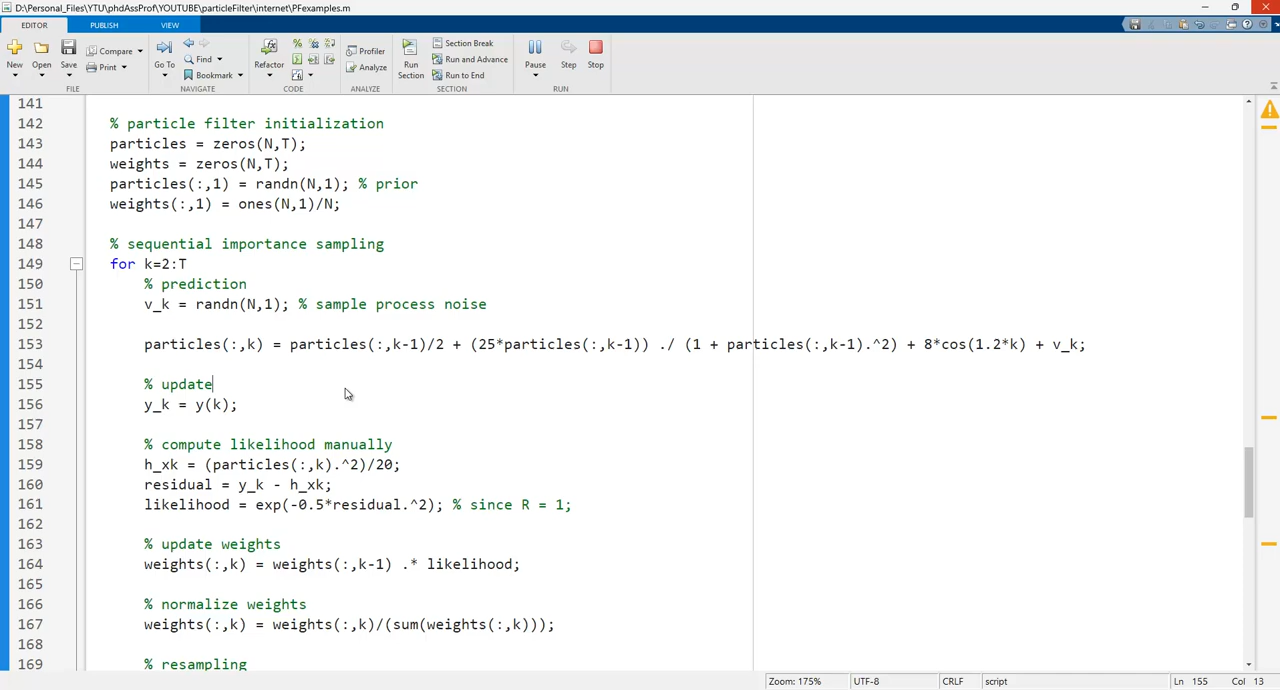 D:\Personal_Files\YTU\phdAssProf\YOUTUBE\particleFilter\internet\PFexamples.m
EDITOR PUBLISH VIEW
New Open Save Compare Print
Go To Find Bookmark
Refactor
Profiler Analyze
Run Section
Section Break
Run and Advance
Run to End
Pause Step Stop
FILE NAVIGATE CODE ANALYZE SECTION RUN
141
142 % particle filter initialization
143 particles = zeros(N,T);
144 weights = zeros(N,T);
145 particles(:,1) = randn(N,1); % prior
146 weights(:,1) = ones(N,1)/N;
147
148 % sequential importance sampling
149 for k=2:T
150 % prediction
151 v_k = randn(N,1); % sample process noise
152
153 particles(:,k) = particles(:,k-1)/2 + (25*particles(:,k-1)) ./ (1 + particles(:,k-1).^2) + 8*cos(1.2*k) + v_k;
154
155 % update
156 y_k = y(k);
157
158 % compute likelihood manually
159 h_xk = (particles(:,k).^2)/20;
160 residual = y_k - h_xk;
161 likelihood = exp(-0.5*residual.^2); % since R = 1;
162
163 % update weights
164 weights(:,k) = weights(:,k-1) .* likelihood;
165
166 % normalize weights
167 weights(:,k) = weights(:,k)/(sum(weights(:,k)));
168
169 % resampling
Zoom: 175% UTF-8 CRLF script Ln 155 Col 13